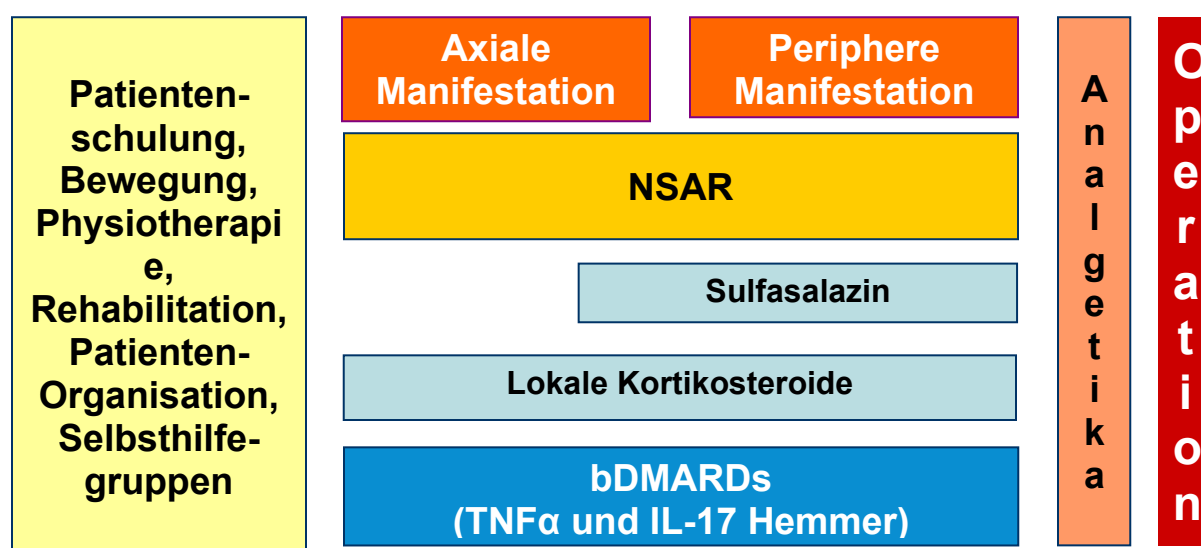 Patienten-
schulung,
Bewegung,
Physiotherapi
e,
Rehabilitation,
Patienten-
Organisation,
Selbsthilfe-
gruppen
Axiale
Manifestation
Periphere
Manifestation
NSAR
Sulfasalazin
Lokale Kortikosteroide
bDMARDs
(TNFα und IL-17 Hemmer)
A
n
a
l
g
e
t
i
k
a
O
p
e
r
a
t
i
o
n